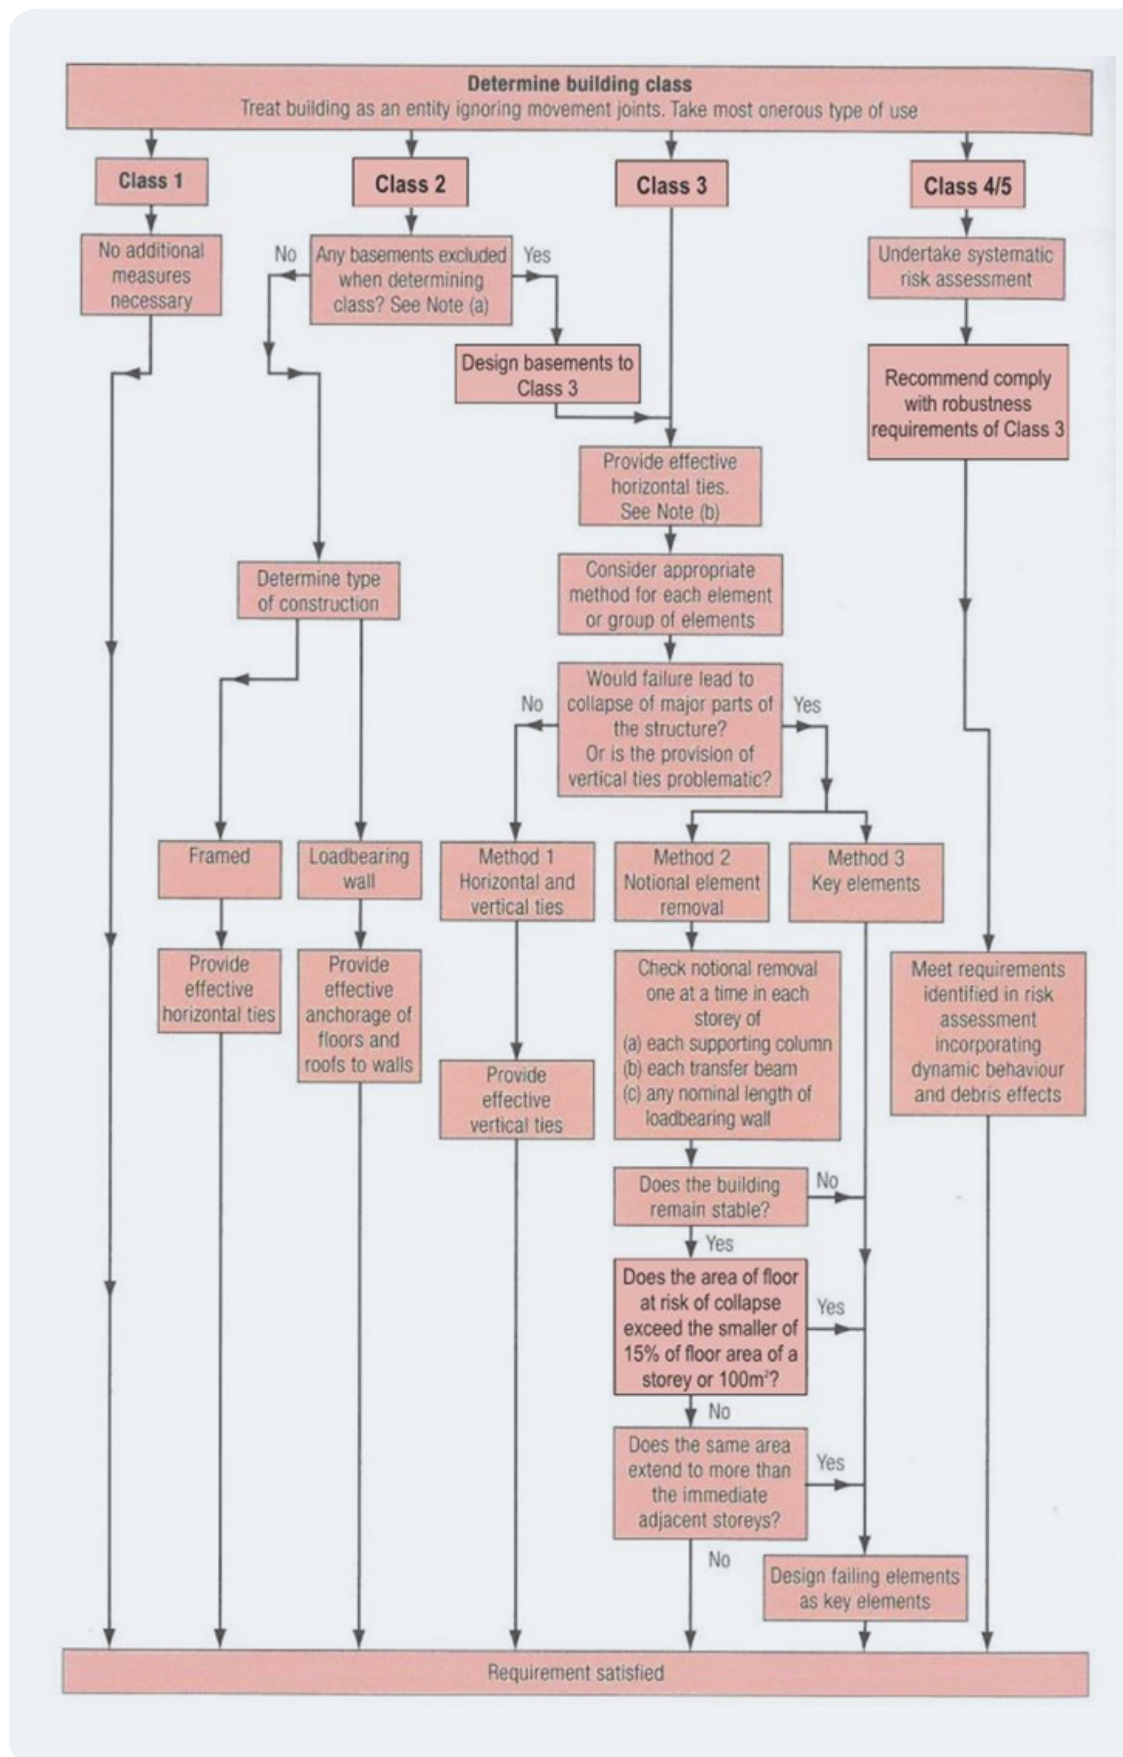 Determine building class
Treat building as an entity ignoring movement joints. Take most onerous type of use
Class 1
Class 2
Class 3
Class 4/5
No additional
measures
necessary
No
Any basements excluded
when determining
class? See Note (a)
Yes
Undertake systematic
risk assessment
Design basements to
Class 3
Recommend comply
with robustness
requirements of Class 3
Provide effective
horizontal ties.
See Note (b)
Determine type
of construction
Consider appropriate
method for each element
or group of elements
No
Would failure lead to
collapse of major parts of
the structure?
Or is the provision of
vertical ties problematic?
Yes
Framed
Loadbearing
wall
Method 1
Horizontal and
vertical ties
Method 2
Notional element
removal
Method 3
Key elements
Provide
effective
horizontal ties
Provide
effective
anchorage of
floors and
roofs to walls
Provide
effective
vertical ties
Check notional removal
one at a time in each
storey of
(a) each supporting column
(b) each transfer beam
(c) any nominal length of
loadbearing wall
Meet requirements
identified in risk
assessment
incorporating
dynamic behaviour
and debris effects
Does the building
remain stable?
No
Yes
Does the area of floor
at risk of collapse
exceed the smaller of
15% of floor area of a
storey or 100m²?
Yes
No
Does the same area
extend to more than
the immediate
adjacent storeys?
Yes
No
Design failing elements
as key elements
Requirement satisfied